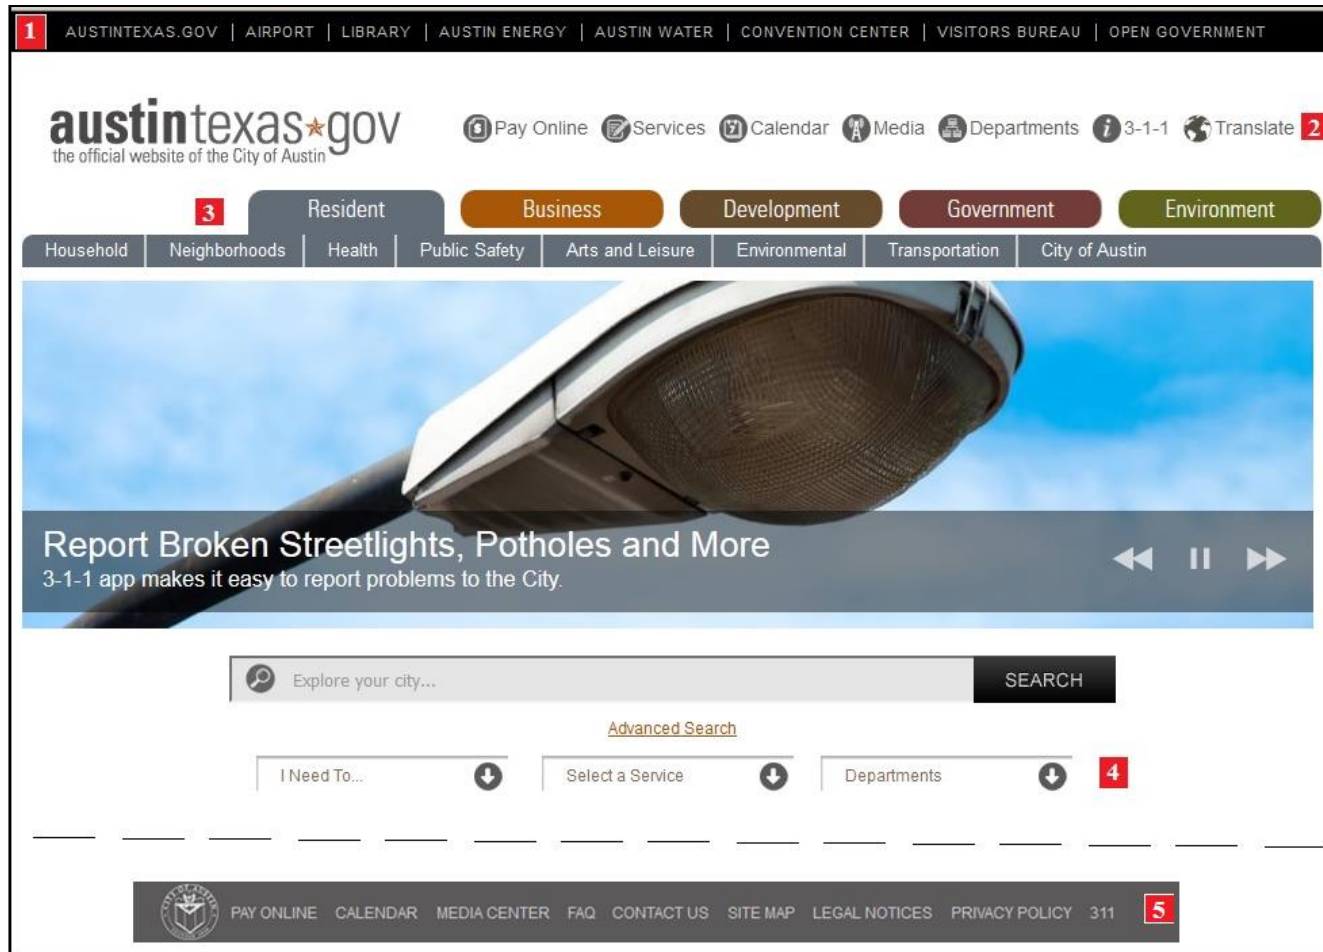 1 AUSTINTEXAS.GOV | AIRPORT | LIBRARY | AUSTIN ENERGY | AUSTIN WATER | CONVENTION CENTER | VISITORS BUREAU | OPEN GOVERNMENT
austintexas★gov
the official website of the City of Austin
Pay Online Services Calendar Media Departments 3-1-1 Translate 2
3 Resident Business Development Government Environment
Household Neighborhoods Health Public Safety Arts and Leisure Environmental Transportation City of Austin
Report Broken Streetlights, Potholes and More
3-1-1 app makes it easy to report problems to the City.
Explore your city... SEARCH
Advanced Search
I Need To... Select a Service Departments 4
PAY ONLINE CALENDAR MEDIA CENTER FAQ CONTACT US SITE MAP LEGAL NOTICES PRIVACY POLICY 311 5